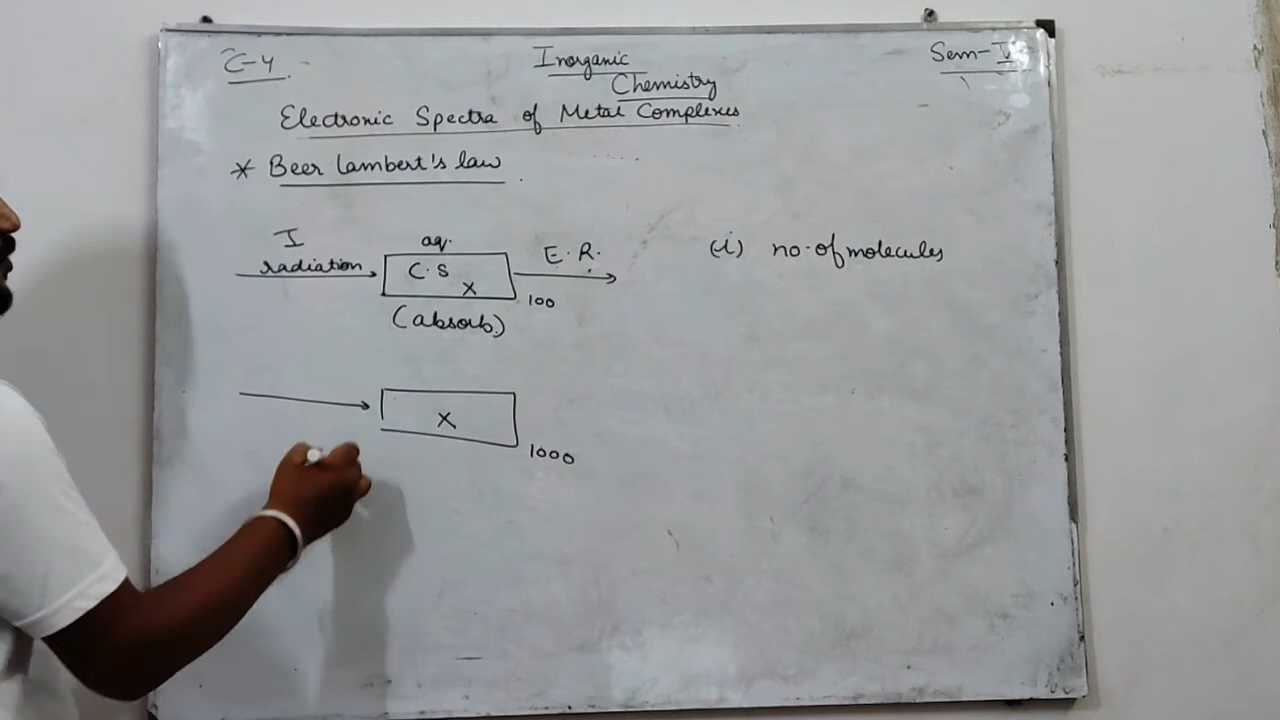 C-4
Inorganic
Chemistry
Sem-V
Electronic Spectra of Metal Complexes
* Beer Lambert's law
I
radiation
aq.
C.S
X
100
(absorb.)
E.R.
(i) no. of molecules
X
1000